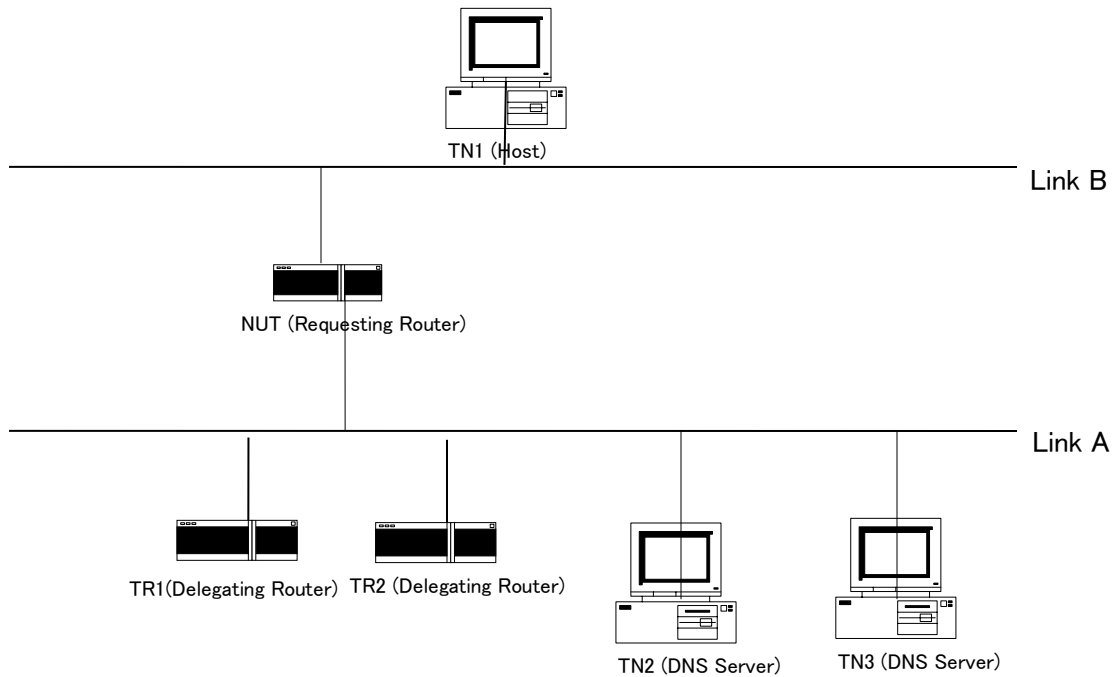 TN1 (Host)
Link B
NUT (Requesting Router)
Link A
TR1(Delegating Router)
TR2 (Delegating Router)
TN2 (DNS Server)
TN3 (DNS Server)